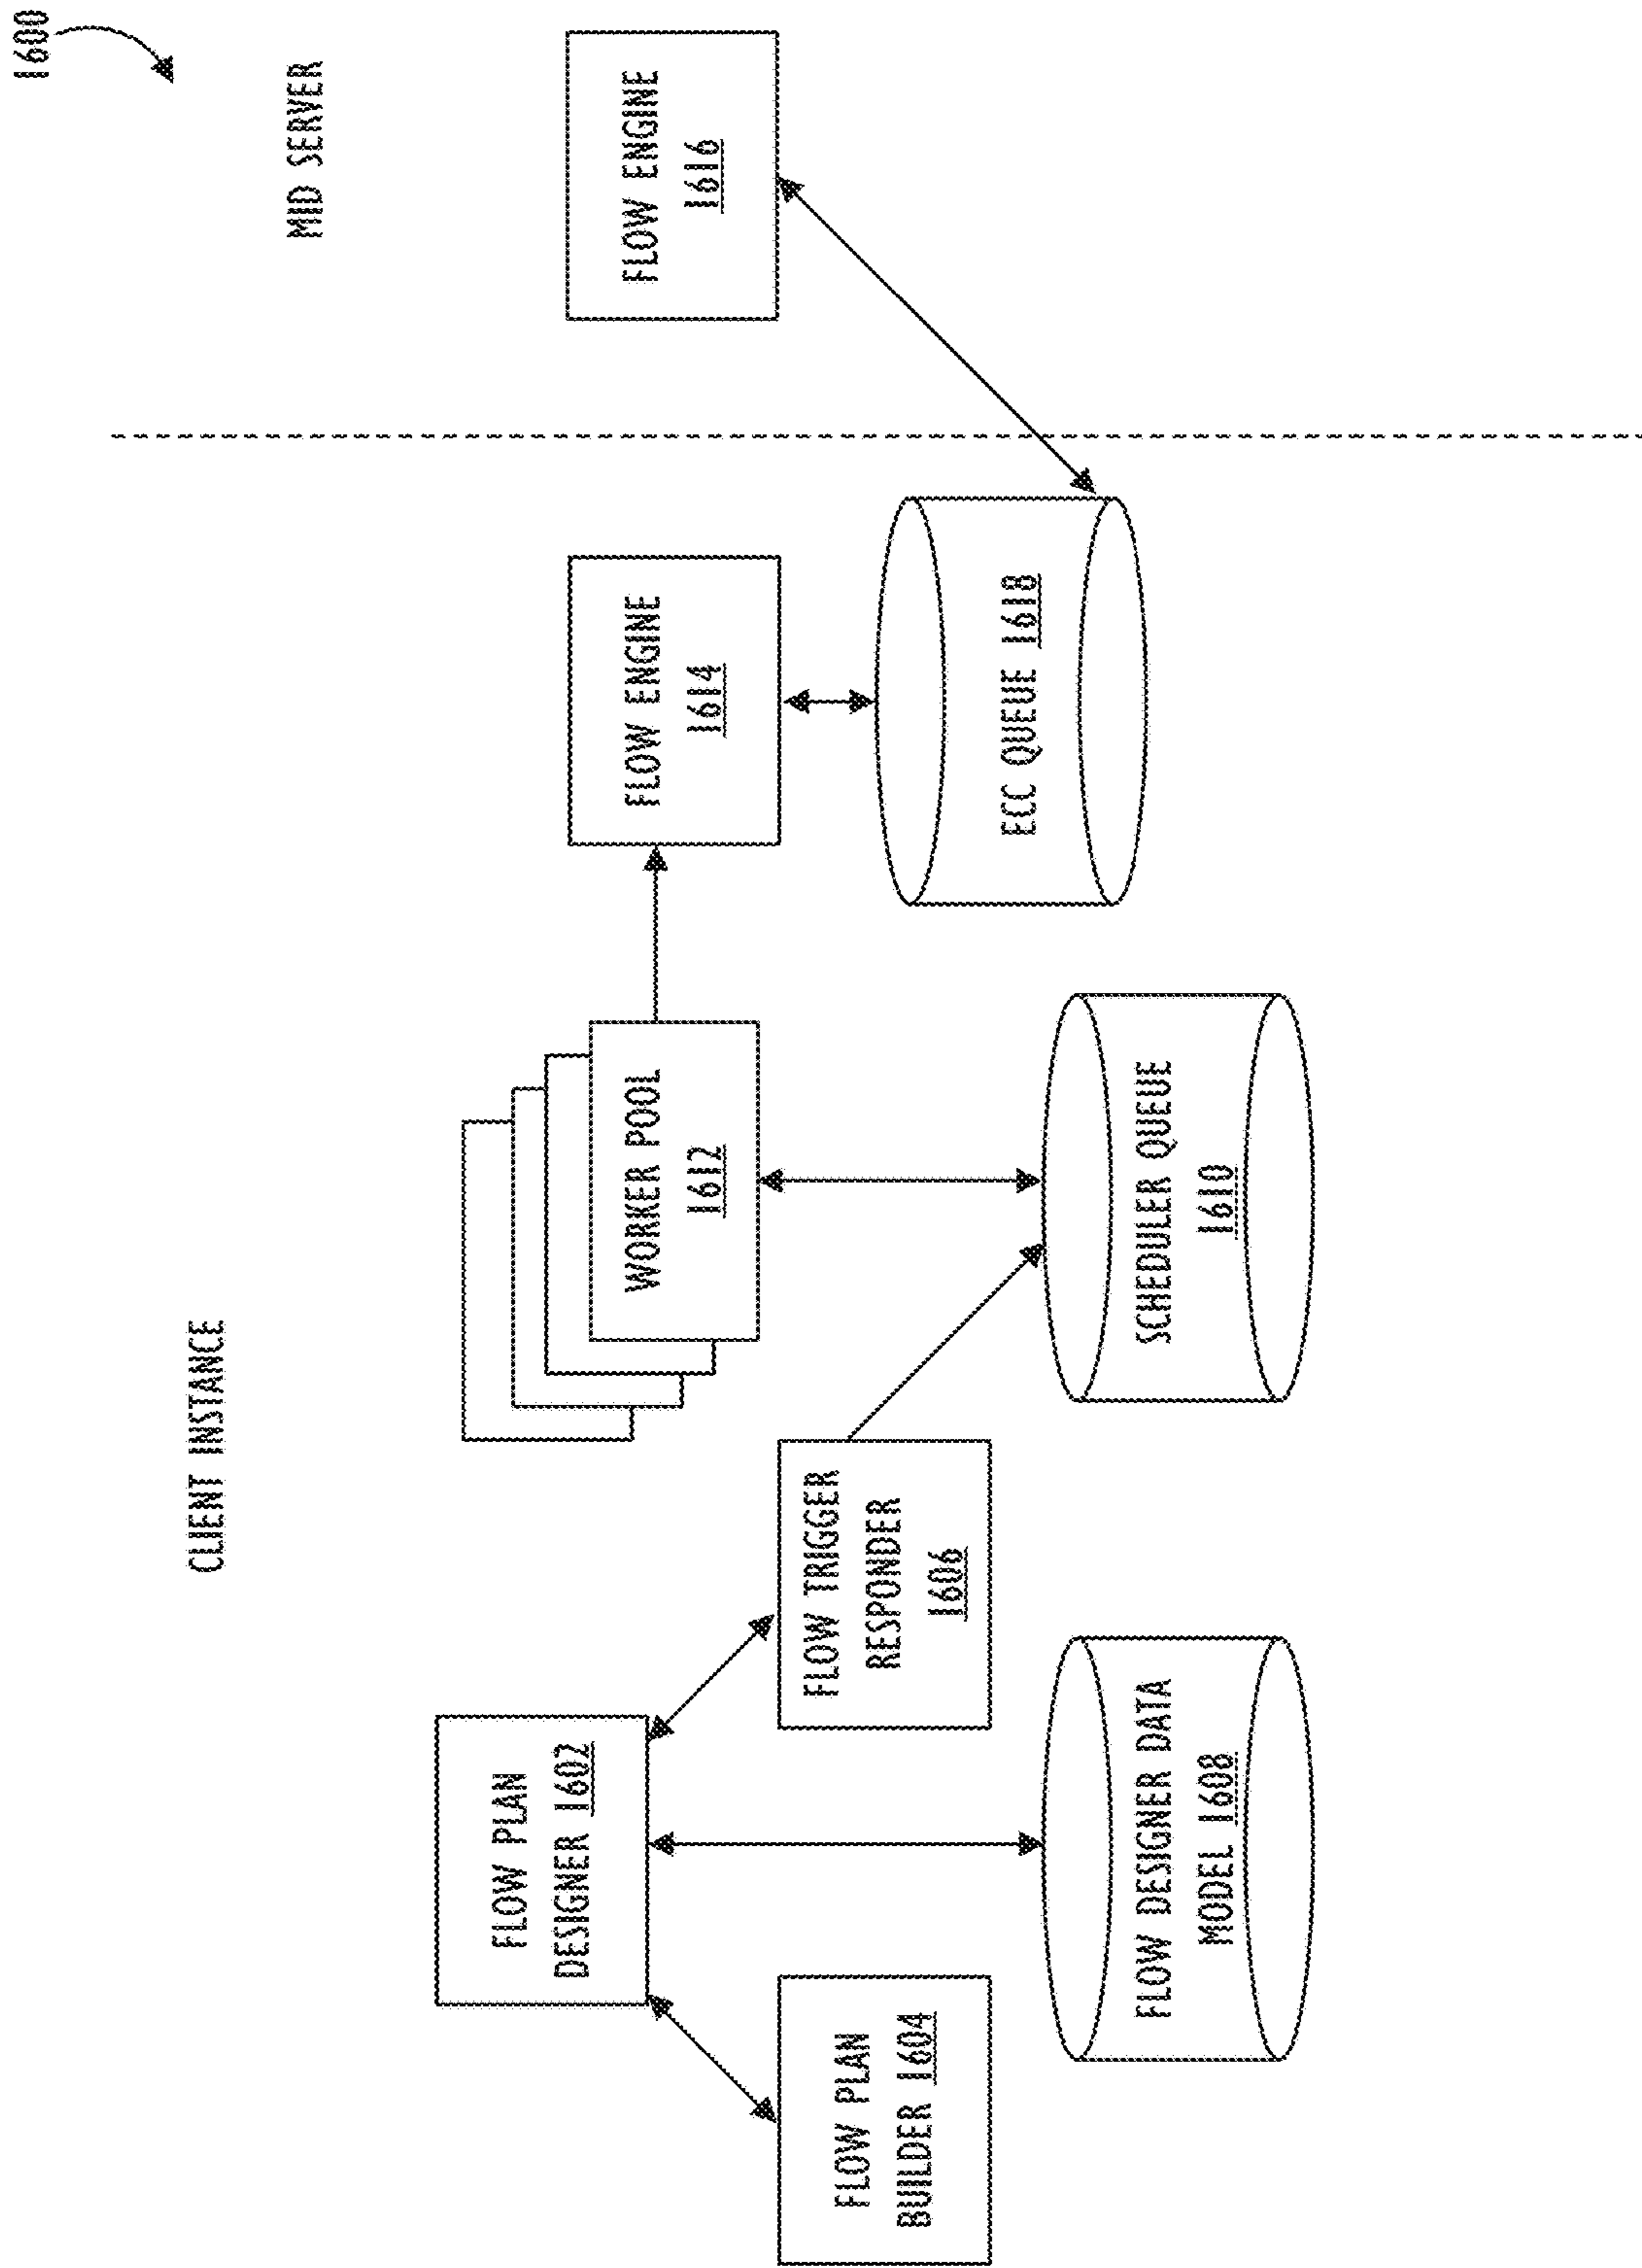 1600
CLIENT INSTANCE
MID SERVER
FLOW PLAN
DESIGNER 1602
WORKER POOL
1612
FLOW ENGINE
1614
FLOW ENGINE
1616
FLOW PLAN
BUILDER 1604
FLOW TRIGGER
RESPONDER
1606
ECC QUEUE 1618
FLOW DESIGNER DATA
MODEL 1608
SCHEDULER QUEUE
1610